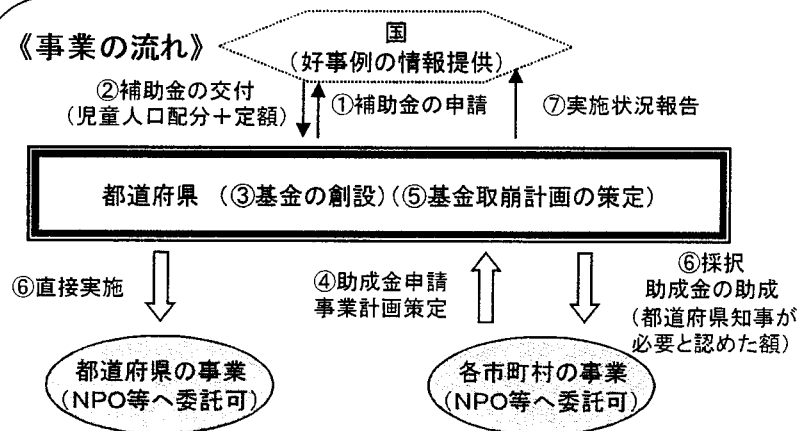 《事業の流れ》
国
(好事例の情報提供)
②補助金の交付
(児童人口配分+定額)
①補助金の申請
⑦実施状況報告
都道府県 (③基金の創設)(⑤基金取崩計画の策定)
⑥直接実施
④助成金申請
事業計画策定
⑥採択
助成金の助成
(都道府県知事が
必要と認めた額)
都道府県の事業
(NPO等へ委託可)
各市町村の事業
(NPO等へ委託可)